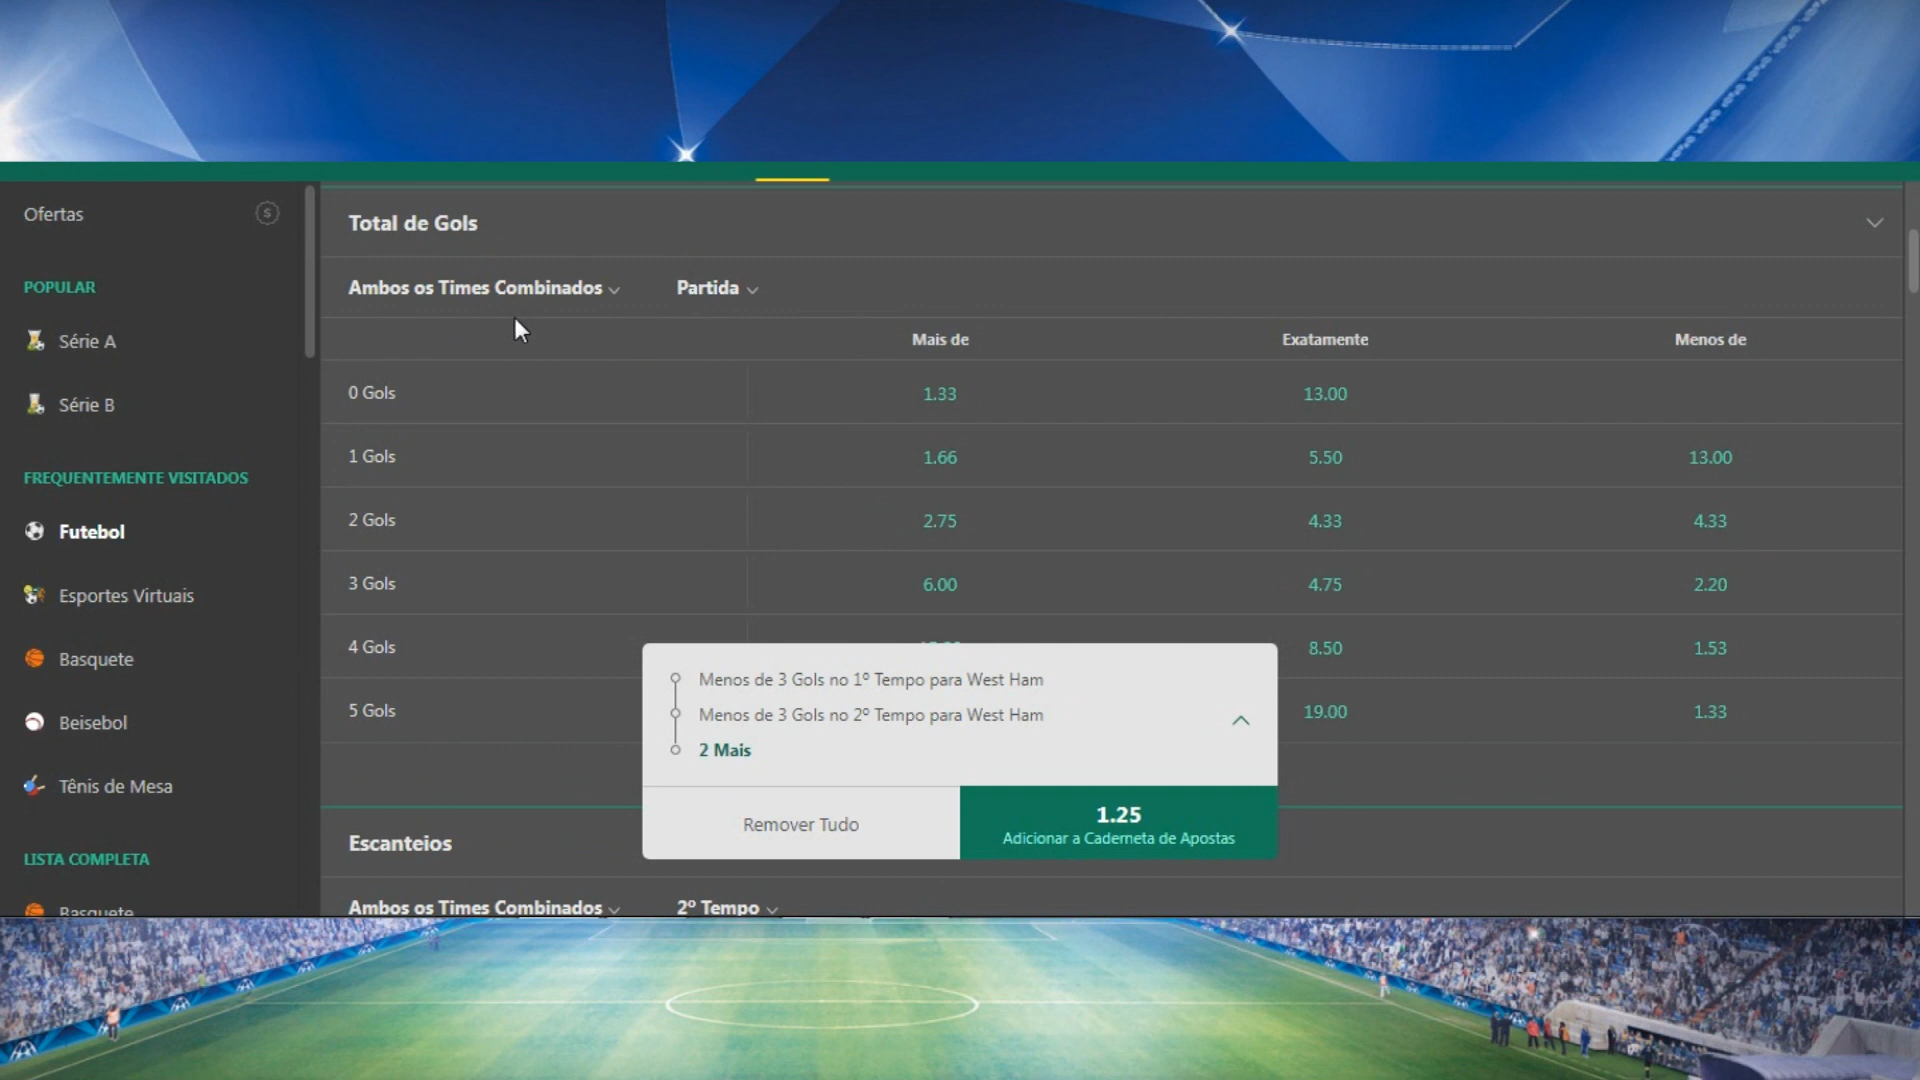 Ofertas
POPULAR
Série A
Série B
FREQUENTEMENTE VISITADOS
Futebol
Esportes Virtuais
Basquete
Beisebol
Tênis de Mesa
LISTA COMPLETA
Basquete
Total de Gols
Ambos os Times Combinados Partida
Mais de Exatamente Menos de
0 Gols 1.33 13.00
1 Gols 1.66 5.50 13.00
2 Gols 2.75 4.33 4.33
3 Gols 6.00 4.75 2.20
4 Gols 8.50 1.53
5 Gols 19.00 1.33
Menos de 3 Gols no 1º Tempo para West Ham
Menos de 3 Gols no 2º Tempo para West Ham
2 Mais
Remover Tudo
1.25
Adicionar a Caderneta de Apostas
Escanteios
Ambos os Times Combinados 2º Tempo